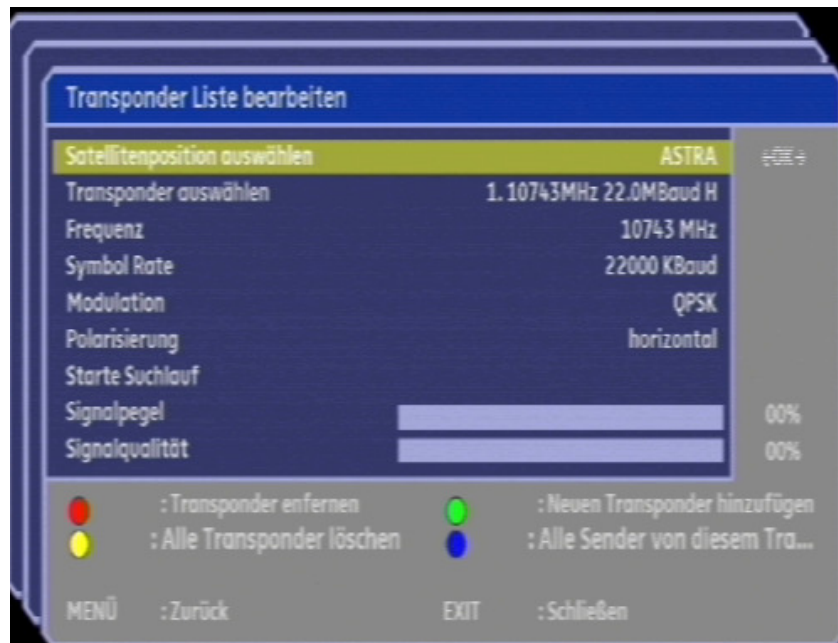 Transponder Liste bearbeiten
Satellitenposition auswählen ASTRA
Transponder auswählen 1. 10743MHz 22.0MBaud H
Frequenz 10743 MHz
Symbol Rate 22000 KBaud
Modulation QPSK
Polarisierung horizontal
Starte Suchlauf
Signalpegel 00%
Signalqualität 00%
: Transponder enfernen : Neuen Transponder hinzufügen
: Alle Transponder löschen : Alle Sender von diesem Tra...
MENÜ : Zurück EXIT : Schließen